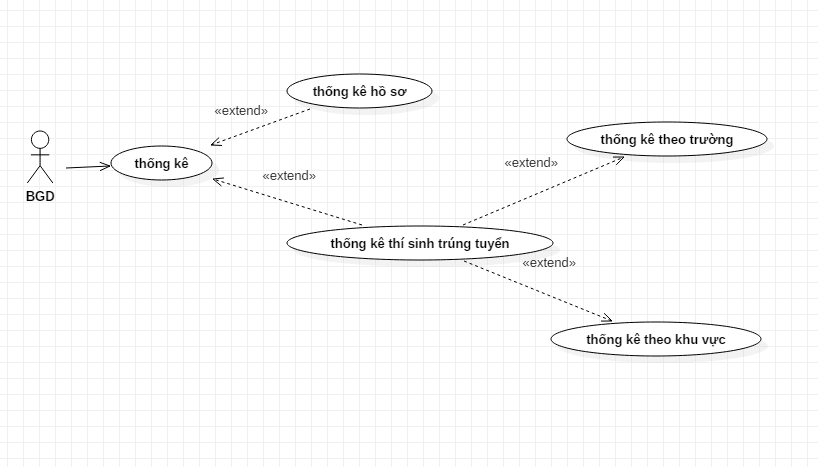 thống kê hồ sơ
«extend»
thống kê theo trường
thống kê
«extend»
«extend»
BGD
thống kê thí sinh trúng tuyển
«extend»
thống kê theo khu vực